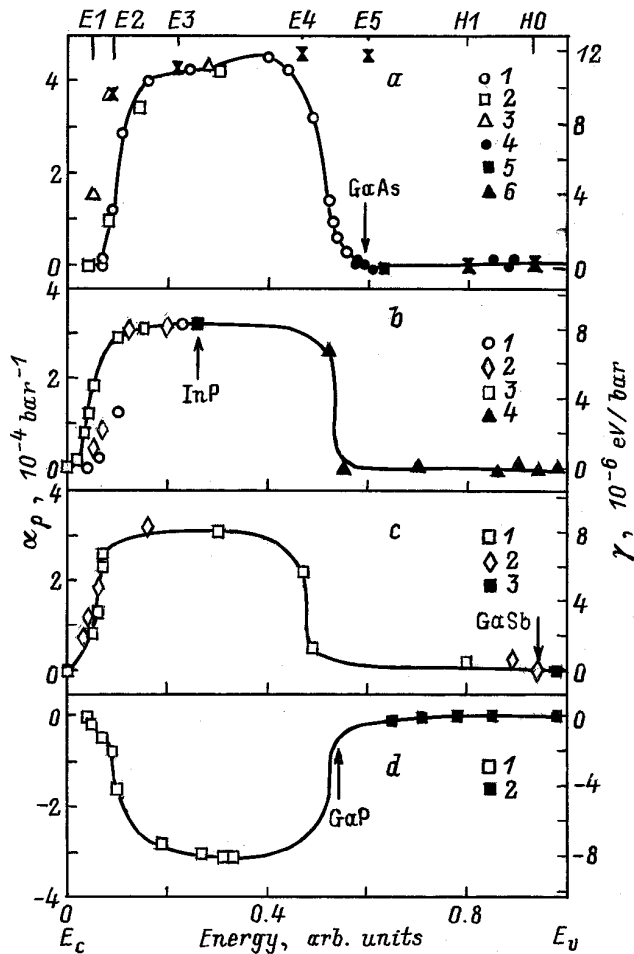 E1 E2 E3 E4 E5 H1 H0
4 a 12
1
2
3 8
4
2 5
GaAs 6 4
0 0
4 b 1 8
2
3
2 InP 4 4
0 0
α_p, 10⁻⁴ bar⁻¹
γ, 10⁻⁶ eV/bar
4 c 1 8
2
2 3 4
GaSb
0 0
0 d 0
1
-2 GaP 2 -4
-4 -8
0 0.4 0.8
E_c Energy, arb. units E_υ